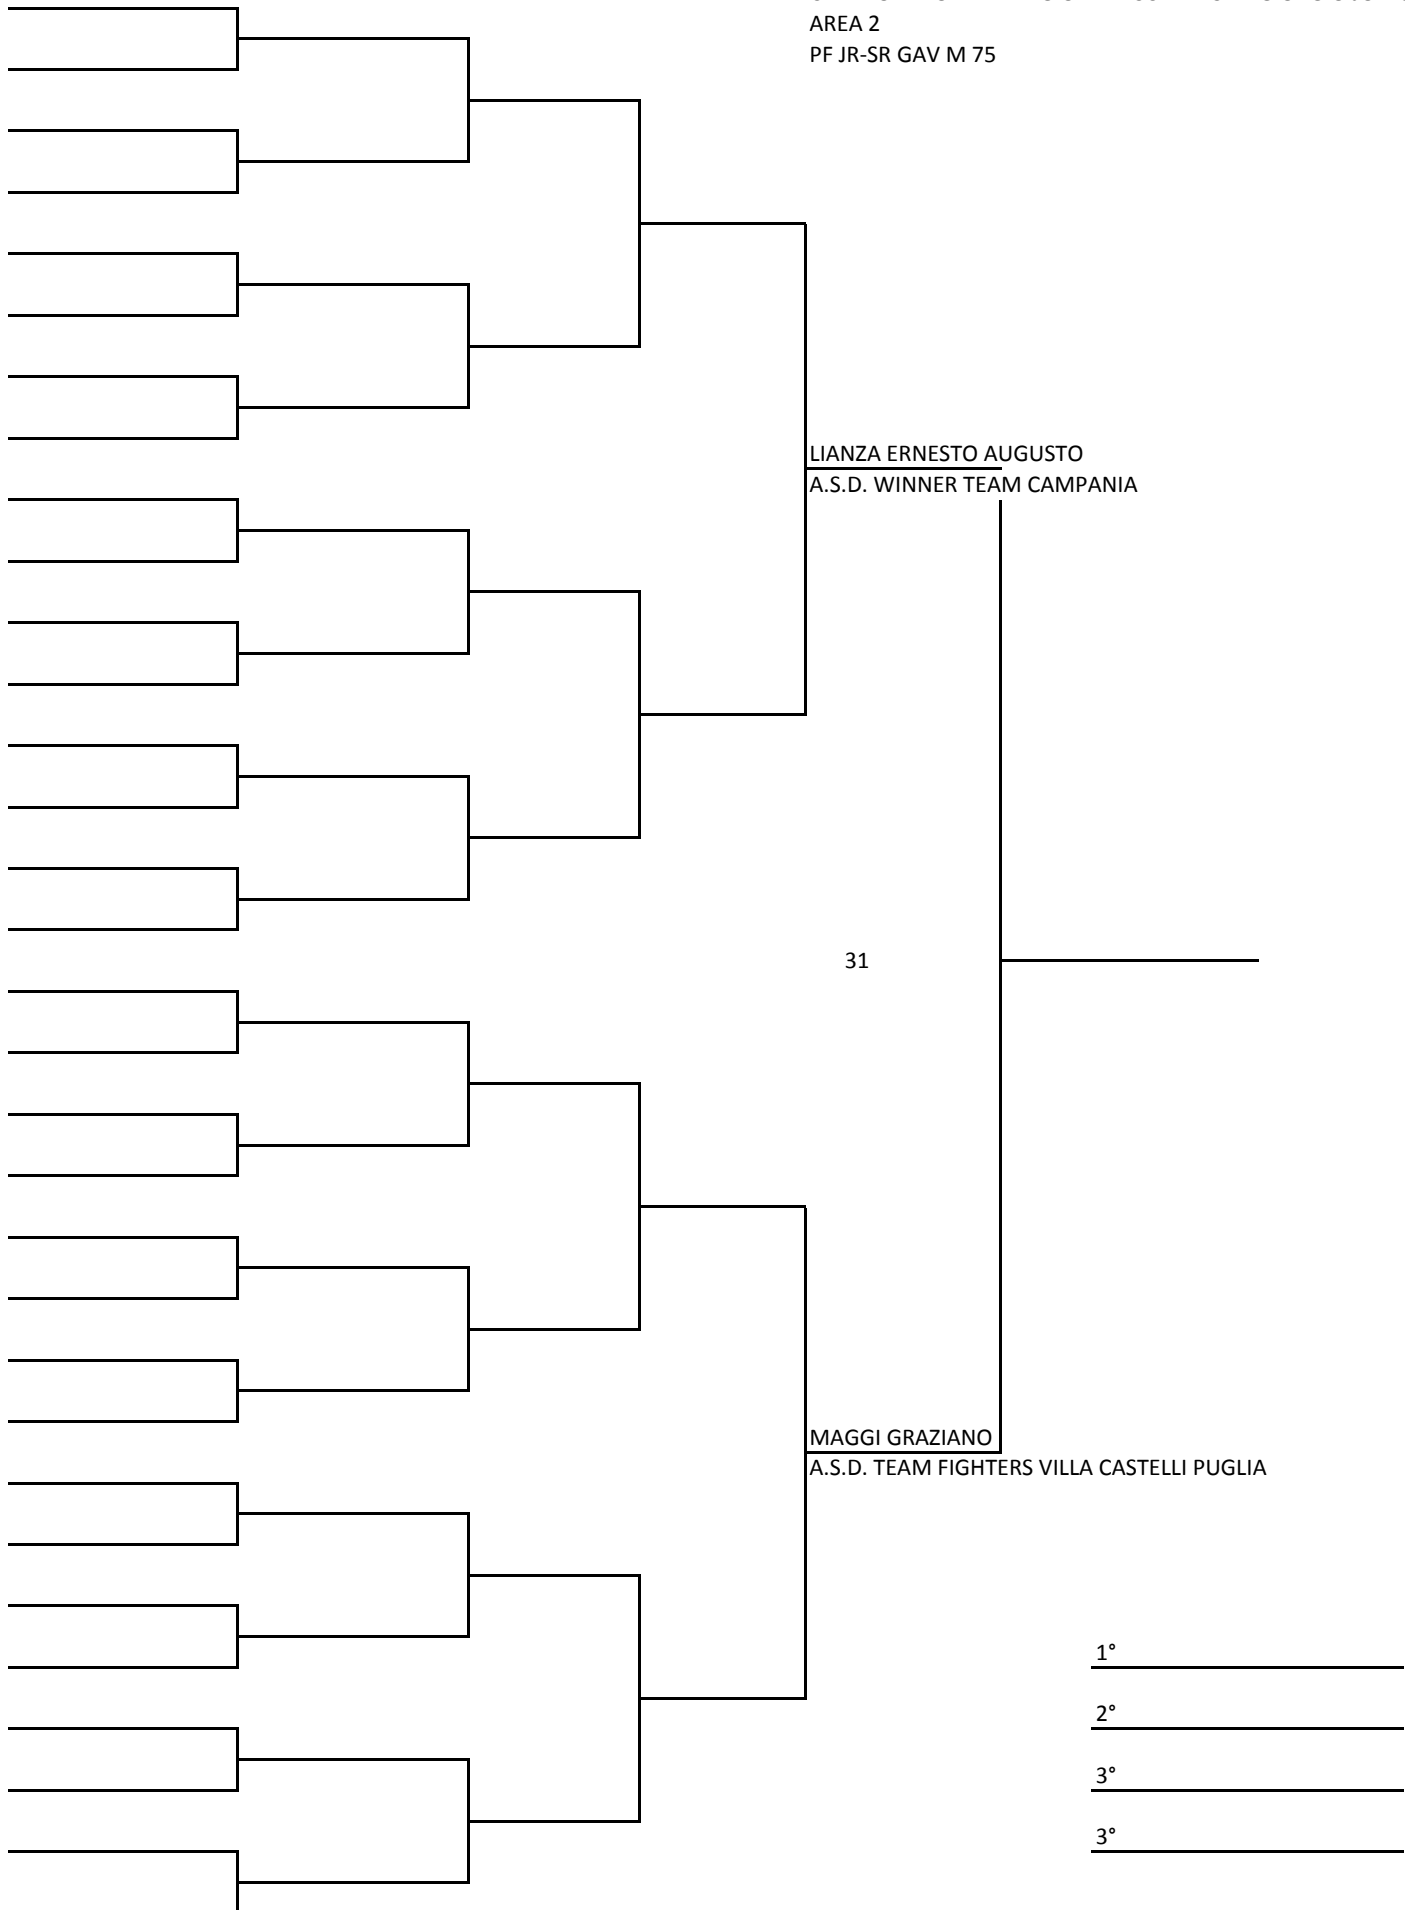 AREA 2
PF JR-SR GAV M 75
LIANZA ERNESTO AUGUSTO
A.S.D. WINNER TEAM CAMPANIA
31
MAGGI GRAZIANO
A.S.D. TEAM FIGHTERS VILLA CASTELLI PUGLIA
1°
2°
3°
3°